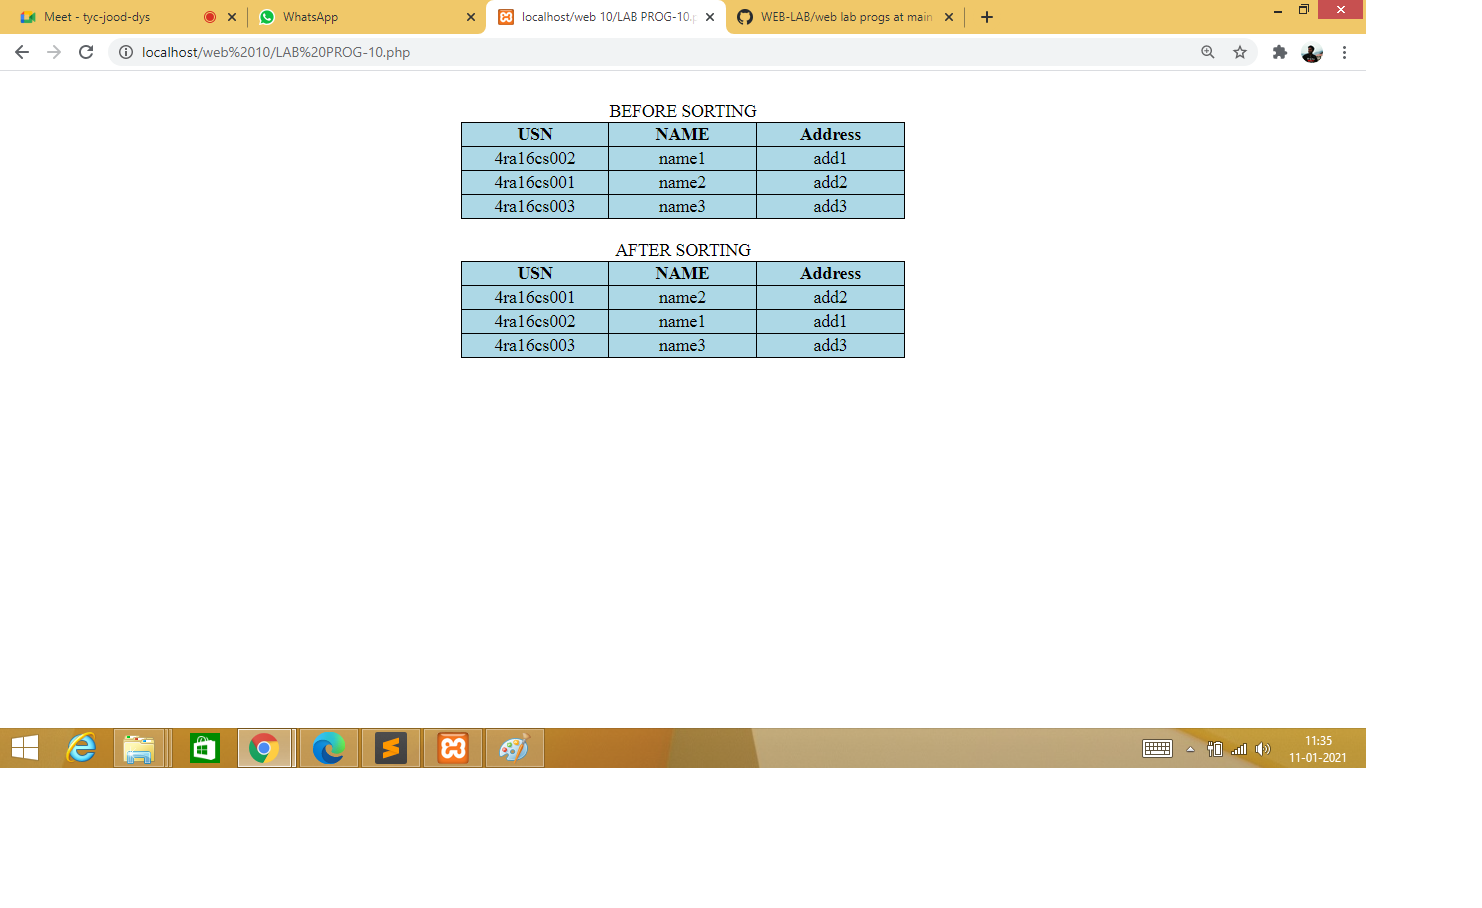 Meet - tyc-jood-dys WhatsApp localhost/web 10/LAB PROG-10.p WEB-LAB/web lab progs at main
localhost/web%2010/LAB%20PROG-10.php
BEFORE SORTING
USN NAME Address
4ra16cs002 name1 add1
4ra16cs001 name2 add2
4ra16cs003 name3 add3
AFTER SORTING
USN NAME Address
4ra16cs001 name2 add2
4ra16cs002 name1 add1
4ra16cs003 name3 add3
11:35
11-01-2021